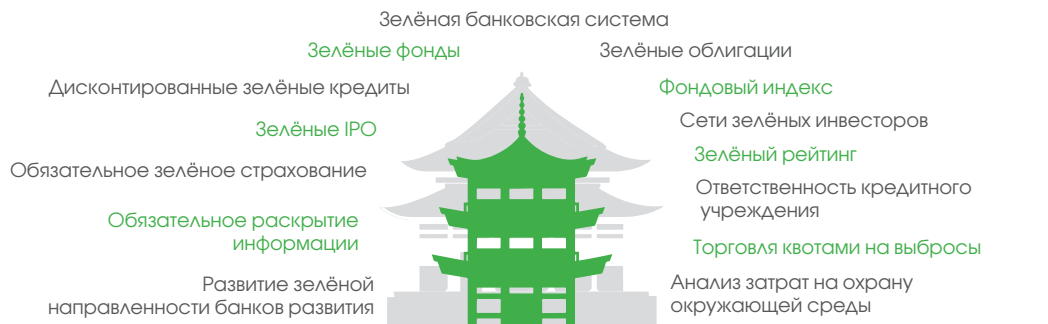 Зелёная банковская система
Зелёные фонды
Зелёные облигации
Дисконтированные зелёные кредиты
Фондовый индекс
Зелёные IPO
Сети зелёных инвесторов
Зелёный рейтинг
Обязательное зелёное страхование
Ответственность кредитного
учреждения
Обязательное раскрытие
информации
Торговля квотами на выбросы
Развитие зелёной
направленности банков развития
Анализ затрат на охрану
окружающей среды